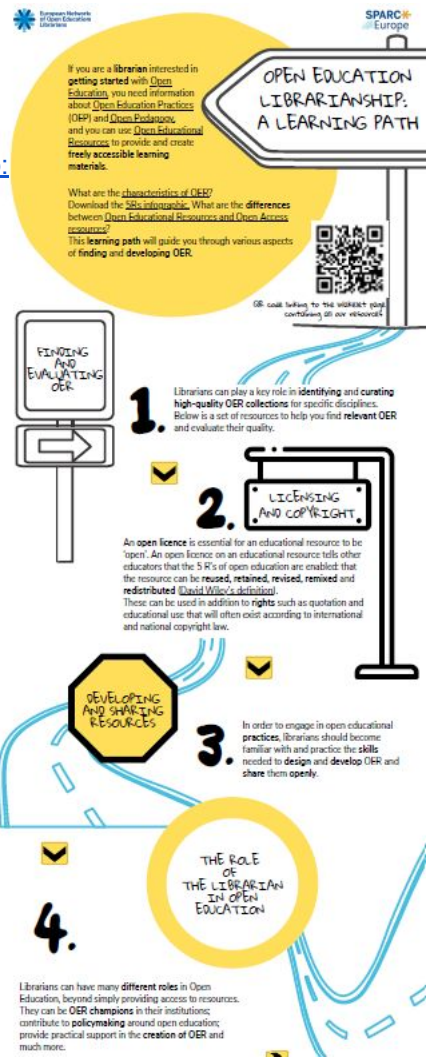 European Network
of Open Education
Librarians
SPARC
Europe
If you are a librarian interested in
getting started with Open
Education, you need information
about Open Education Practices
(OEP) and Open Pedagogy,
and you can use Open Educational
Resources to provide and create
freely accessible learning
materials.
What are the characteristics of OER?
Download the 5Rs infographic. What are the differences
between Open Educational Resources and Open Access
resources?
This learning path will guide you through various aspects
of finding and developing OER.
OPEN EDUCATION
LIBRARIANSHIP:
A LEARNING PATH
:
QR code linking to the Wakelet page
containing all our resources
FINDING
AND
EVALUATING
OER
1.
Librarians can play a key role in identifying and curating
high-quality OER collections for specific disciplines.
Below is a set of resources to help you find relevant OER
and evaluate their quality.
2.
LICENSING
AND COPYRIGHT
An open licence is essential for an educational resource to be
'open'. An open licence on an educational resource tells other
educators that the 5 R's of open education are enabled: that
the resource can be reused, retained, revised, remixed and
redistributed (David Wiley's definition).
These can be used in addition to rights such as quotation and
educational use that will often exist according to international
and national copyright law.
DEVELOPING
AND SHARING
RESOURCES
3.
In order to engage in open educational
practices, librarians should become
familiar with and practice the skills
needed to design and develop OER and
share them openly.
THE ROLE
OF
THE LIBRARIAN
IN OPEN
EDUCATION
4.
Librarians can have many different roles in Open
Education, beyond simply providing access to resources.
They can be OER champions in their institutions;
contribute to policymaking around open education;
provide practical support in the creation of OER and
much more.